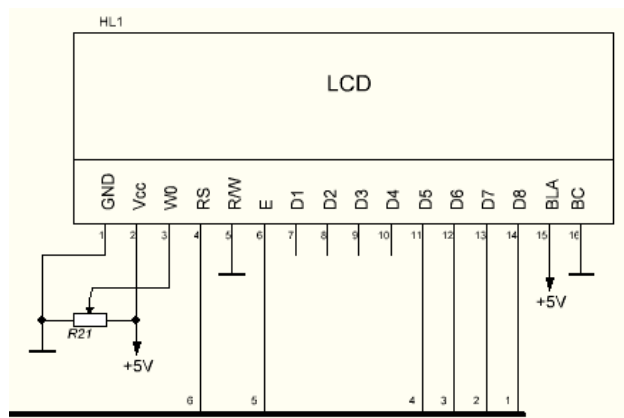 HL1
LCD
GND Vcc W0 RS R/W E D1 D2 D3 D4 D5 D6 D7 D8 BLA BC
1 2 3 4 5 6 7 8 9 10 11 12 13 14 15 16
+5V
R21
+5V
6 5 4 3 2 1